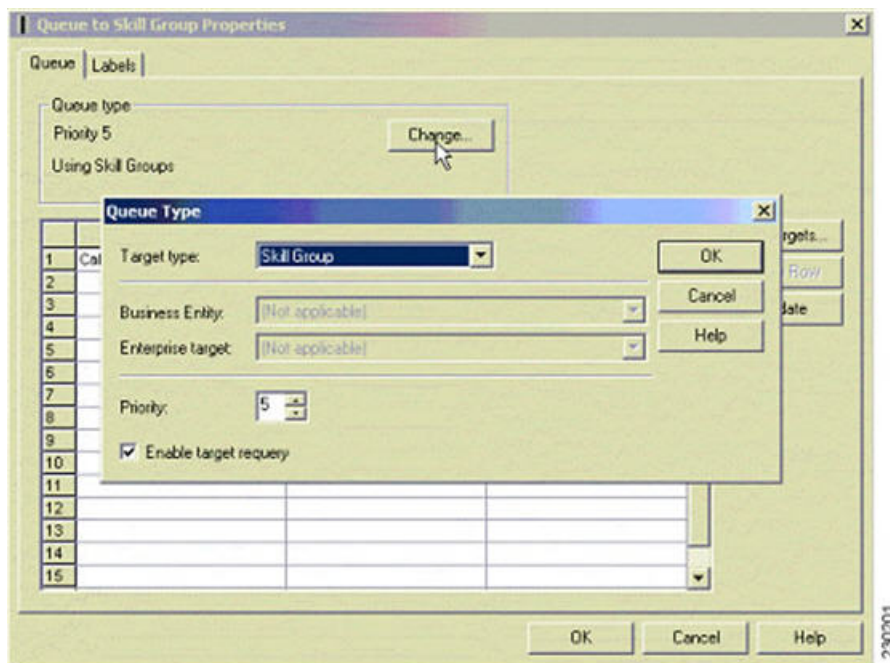 Queue to Skill Group Properties
Queue
Labels
Queue type
Priority 5
Change...
Using Skill Groups
Queue Type
Target type:
Skill Group
OK
Business Entity:
(Not applicable)
Cancel
Enterprise target:
(Not applicable)
Help
Priority:
5
Enable target requery
1
2
3
4
5
6
7
8
9
10
11
12
13
14
15
Row
OK
Cancel
Help
230201